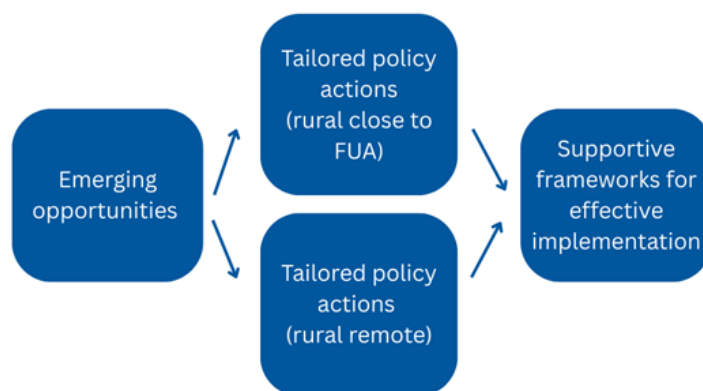 Emerging
opportunities
Tailored policy
actions
(rural close to
FUA)
Tailored policy
actions
(rural remote)
Supportive
frameworks for
effective
implementation